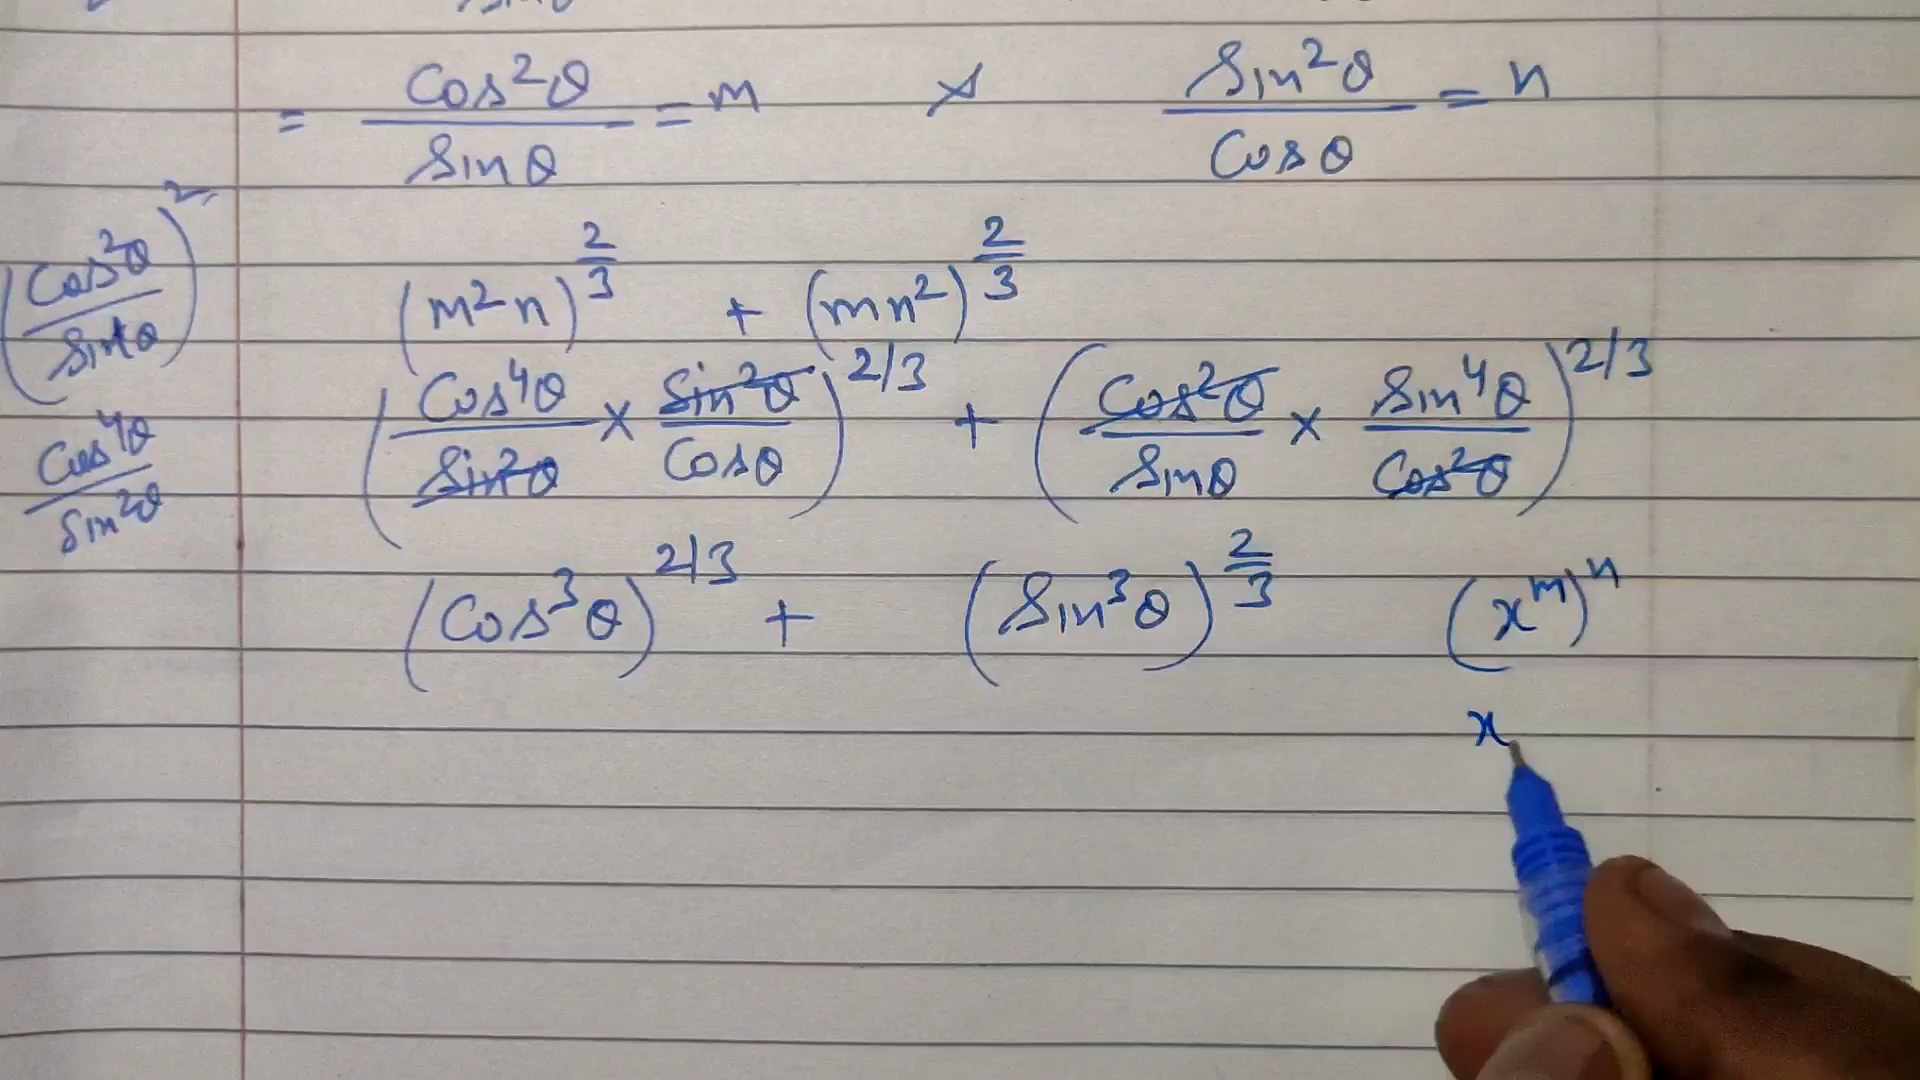 = Cos²θ/Sinθ = m × Sin²θ/Cosθ = n
(m²n)^2/3 + (mn²)^2/3
(Cos²θ/Sinθ)²
(Cos⁴θ/Sin²θ × Sin²θ/Cosθ)^2/3 + (Cos²θ/Sinθ × Sin⁴θ/Cos²θ)^2/3
Cos⁴θ/Sin²θ
(Cos³θ)^2/3 + (Sin³θ)^2/3 (x^m)^n
x